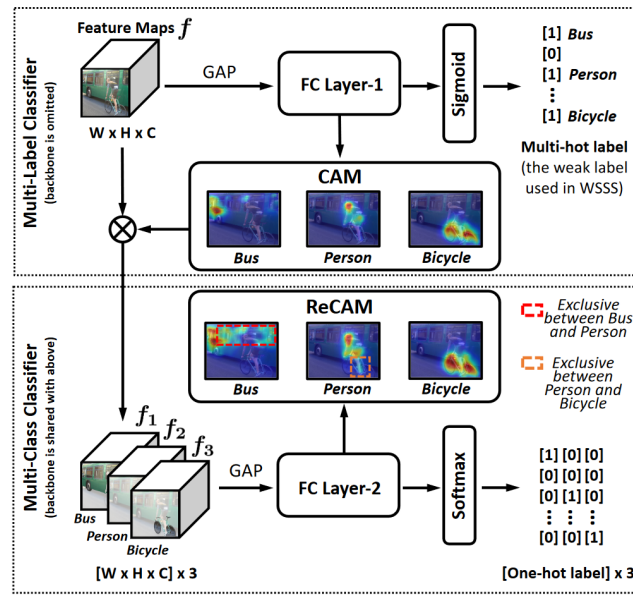 Multi-Label Classifier
(backbone is omitted)
Feature Maps f
W x H x C
GAP
FC Layer-1
Sigmoid
[1] Bus
[0]
[1] Person
⋮
[1] Bicycle
Multi-hot label
(the weak label
used in WSSS)
CAM
Bus
Person
Bicycle
Multi-Class Classifier
(backbone is shared with above)
ReCAM
Bus
Person
Bicycle
Exclusive
between Bus
and Person
Exclusive
between
Person and
Bicycle
f1
f2
f3
Bus
Person
Bicycle
[W x H x C] x 3
GAP
FC Layer-2
Softmax
[1] [0] [0]
[0] [0] [0]
[0] [1] [0]
⋮ ⋮ ⋮
[0] [0] [1]
[One-hot label] x 3